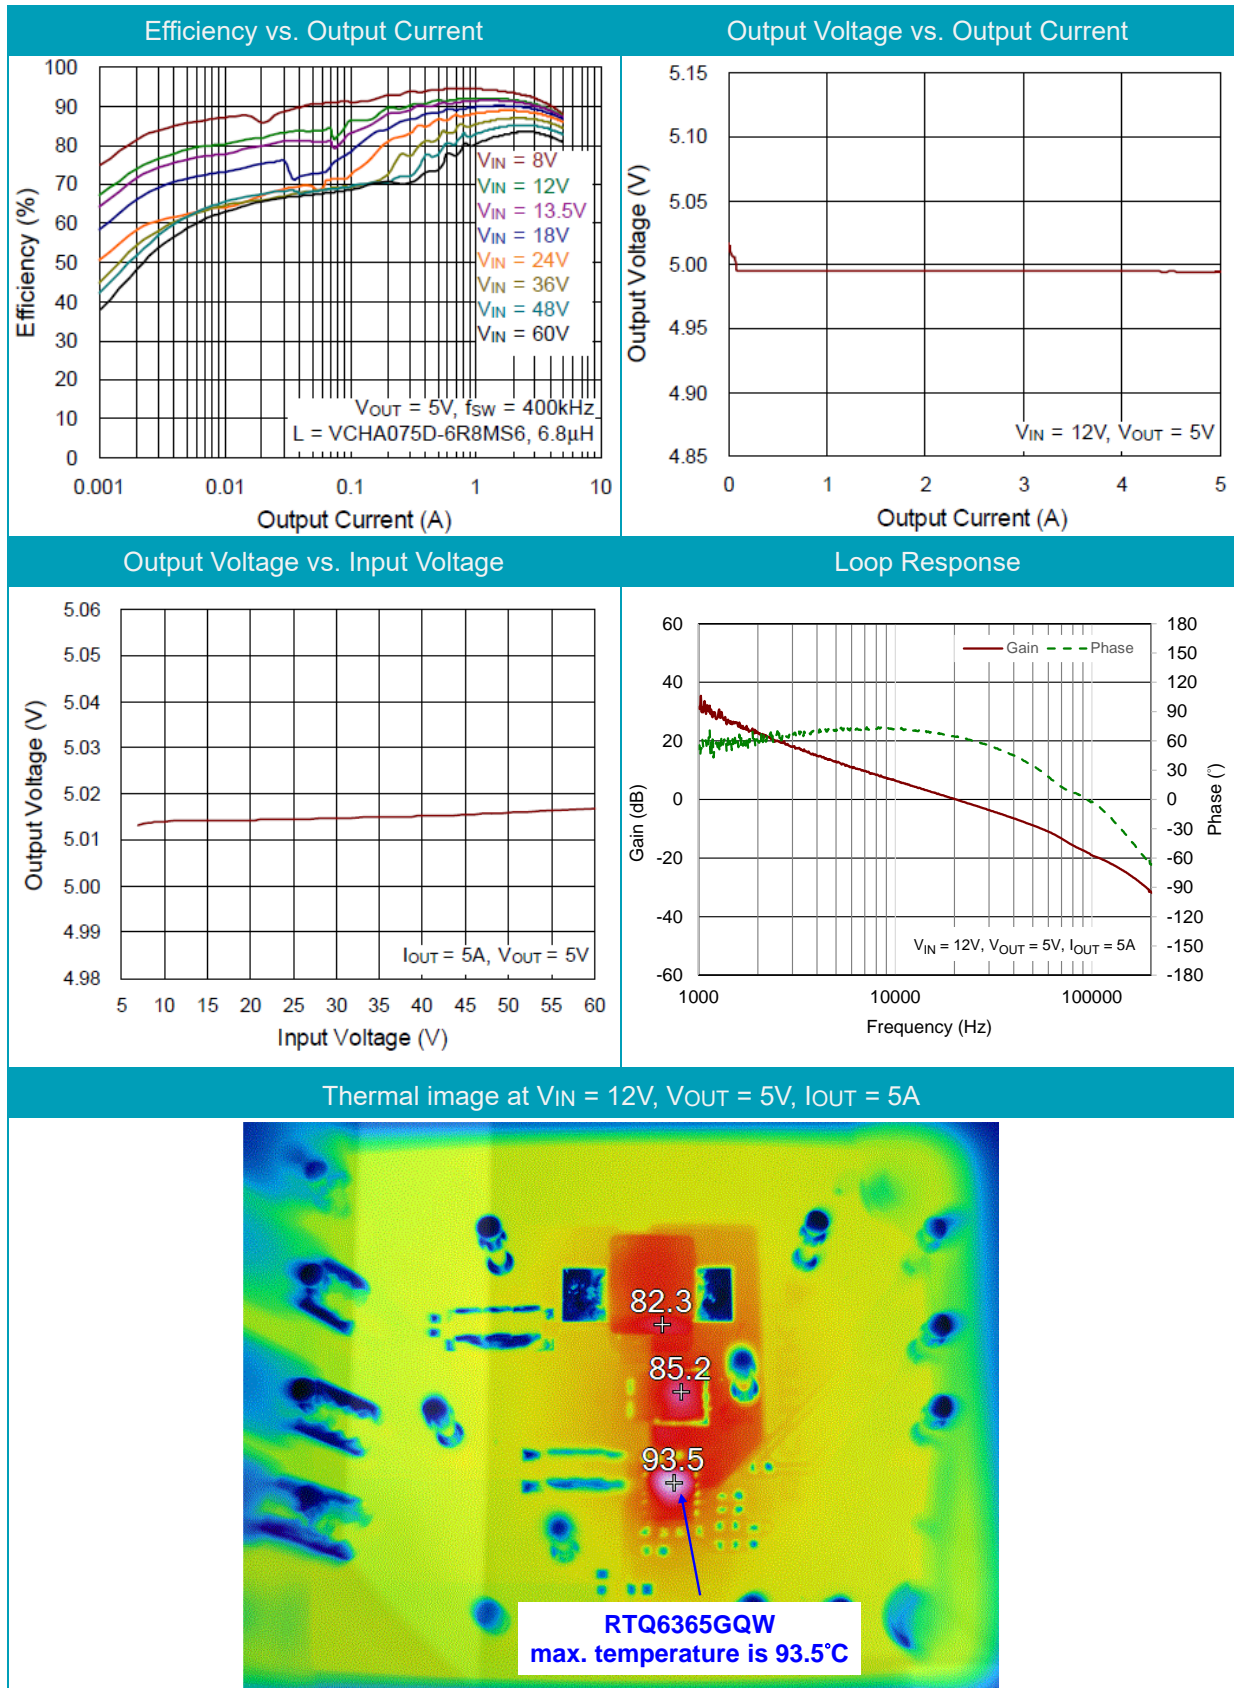 Efficiency vs. Output Current
100
90
80
70
60
50
40
30
20
10
0
Efficiency (%)
VIN = 8V
VIN = 12V
VIN = 13.5V
VIN = 18V
VIN = 24V
VIN = 36V
VIN = 48V
VIN = 60V
VOUT = 5V, fSW = 400kHz
L = VCHA075D-6R8MS6, 6.8µH
0.001 0.01 0.1 1 10
Output Current (A)
Output Voltage vs. Output Current
5.15
5.10
5.05
5.00
4.95
4.90
4.85
Output Voltage (V)
VIN = 12V, VOUT = 5V
0 1 2 3 4 5
Output Current (A)
Output Voltage vs. Input Voltage
5.06
5.05
5.04
5.03
5.02
5.01
5.00
4.99
4.98
Output Voltage (V)
IOUT = 5A, VOUT = 5V
5 10 15 20 25 30 35 40 45 50 55 60
Input Voltage (V)
Loop Response
60
40
20
0
-20
-40
-60
Gain (dB)
Gain Phase
180
150
120
90
60
30
0
-30
-60
-90
-120
-150
-180
Phase (°)
VIN = 12V, VOUT = 5V, IOUT = 5A
1000 10000 100000
Frequency (Hz)
Thermal image at VIN = 12V, VOUT = 5V, IOUT = 5A
82.3
85.2
93.5
RTQ6365GQW
max. temperature is 93.5°C